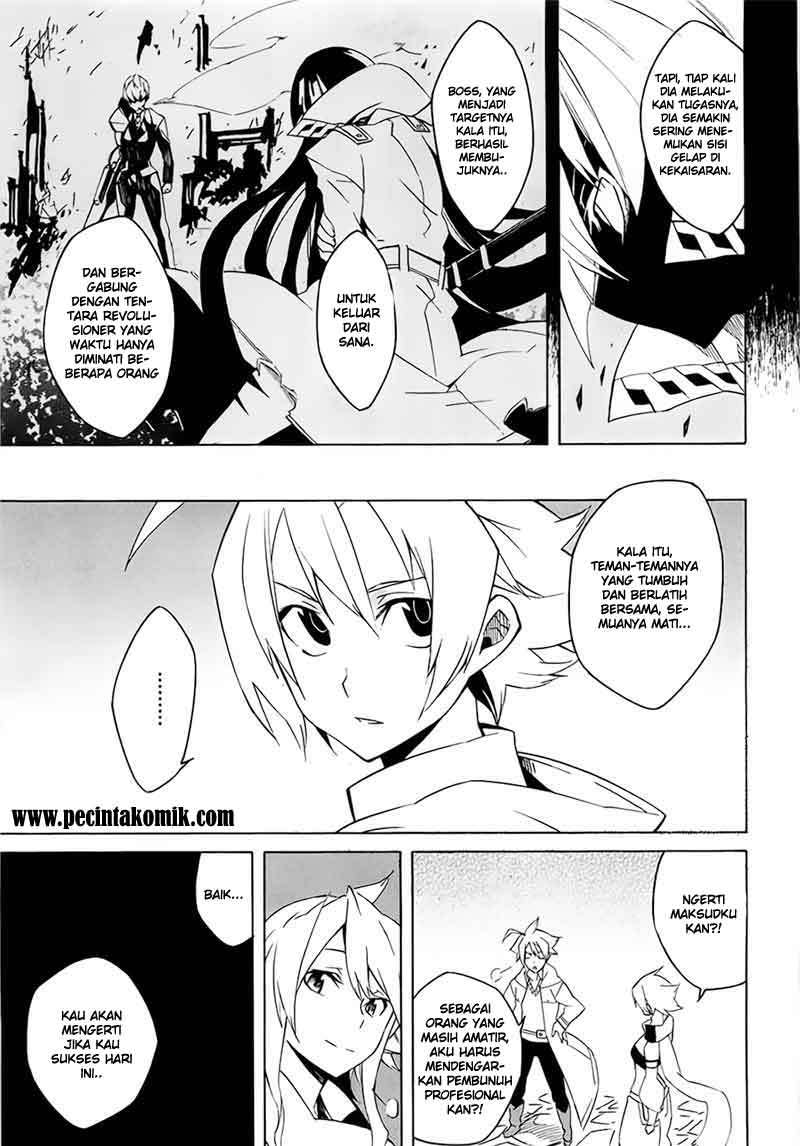 TAPI, TIAP KALI
DIA MELAKU-
KAN TUGASNYA,
DIA SEMAKIN
SERING MENE-
MUKAN SISI
GELAP DI
KEKAISARAN.
BOSS, YANG
MENJADI
TARGETNYA
KALA ITU,
BERHASIL
MEMBU-
JUKNYA..
UNTUK
KELUAR
DARI
SANA.
DAN BER-
GABUNG
DENGAN TEN-
TARA REVOLU-
SIONER YANG
WAKTU HANYA
DIMINATI BE-
BERAPA ORANG
KALA ITU,
TEMAN-TEMANNYA
YANG TUMBUH
DAN BERLATIH
BERSAMA, SE-
MUANYA MATI...
.........
www.pecintakomik.com
NGERTI
MAKSUDKU
KAN?!
SEBAGAI
ORANG YANG
MASIH AMATIR,
AKU HARUS
MENDENGAR-
KAN PEMBUNUH
PROFESIONAL
KAN?!
BAIK...
KAU AKAN
MENGERTI
JIKA KAU
SUKSES HARI
INI..